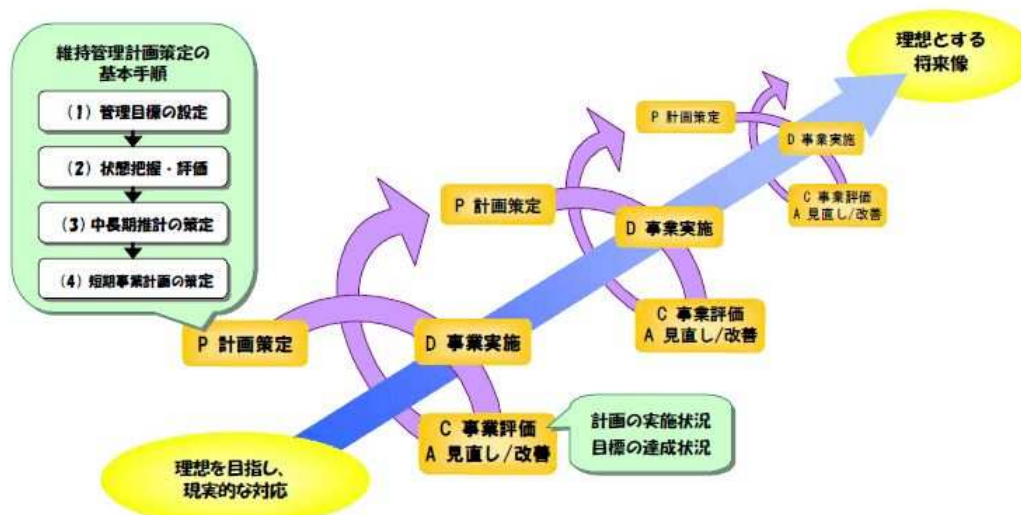 維持管理計画策定の
基本手順
(1) 管理目標の設定
(2) 状態把握・評価
(3) 中長期推計の策定
(4) 短期事業計画の策定
P 計画策定
D 事業実施
C 事業評価
A 見直し/改善
計画の実施状況
目標の達成状況
理想を目指し、
現実的な対応
P 計画策定
D 事業実施
C 事業評価
A 見直し/改善
P 計画策定
D 事業実施
C 事業評価
A 見直し/改善
理想とする
将来像